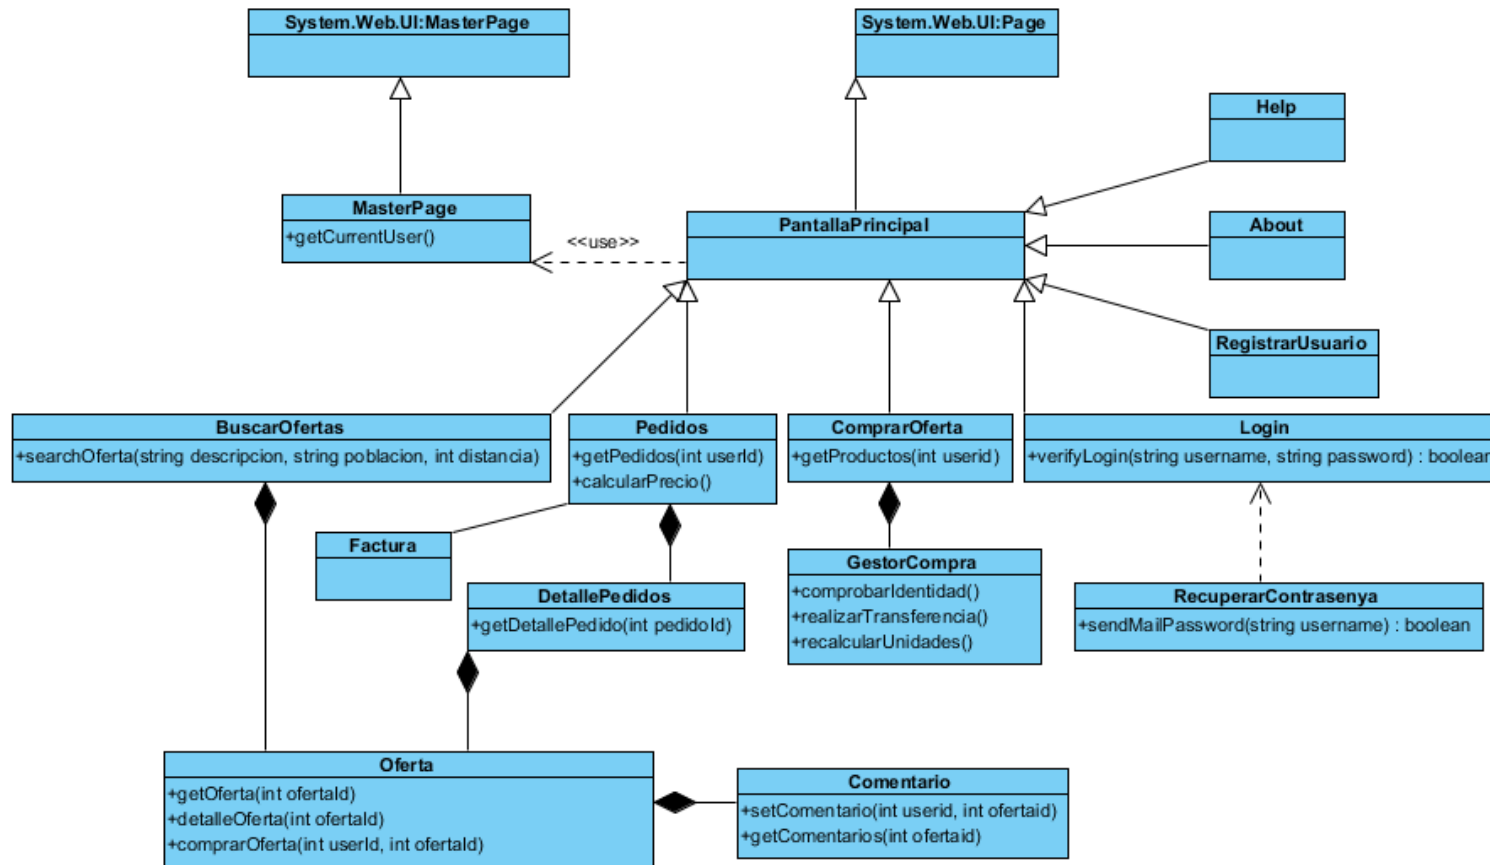 System.Web.UI:MasterPage
System.Web.UI:Page
Help
MasterPage
+getCurrentUser()
<<use>>
PantallaPrincipal
About
RegistrarUsuario
BuscarOfertas
+searchOferta(string descripcion, string poblacion, int distancia)
Pedidos
+getPedidos(int userId)
+calcularPrecio()
ComprarOferta
+getProductos(int userid)
Login
+verifyLogin(string username, string password) : boolean
Factura
DetallePedidos
+getDetallePedido(int pedidoId)
GestorCompra
+comprobarIdentidad()
+realizarTransferencia()
+recalcularUnidades()
RecuperarContrasenya
+sendMailPassword(string username) : boolean
Oferta
+getOferta(int ofertaId)
+detalleOferta(int ofertaId)
+comprarOferta(int userId, int ofertaId)
Comentario
+setComentario(int userid, int ofertaid)
+getComentarios(int ofertaid)